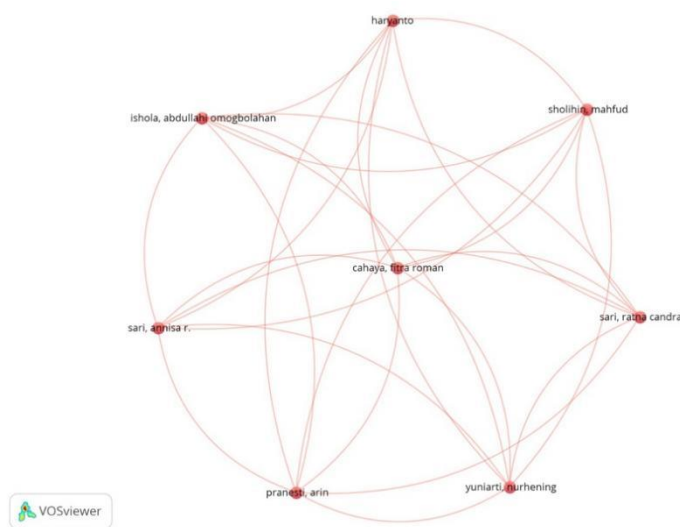 haryanto
sholihin, mahfud
ishola, abdullahi omogbolahan
cahaya, fitra roman
sari, ratna candra
sari, annisa r.
yuniarti, nurhening
pranesti, arin
VOSviewer